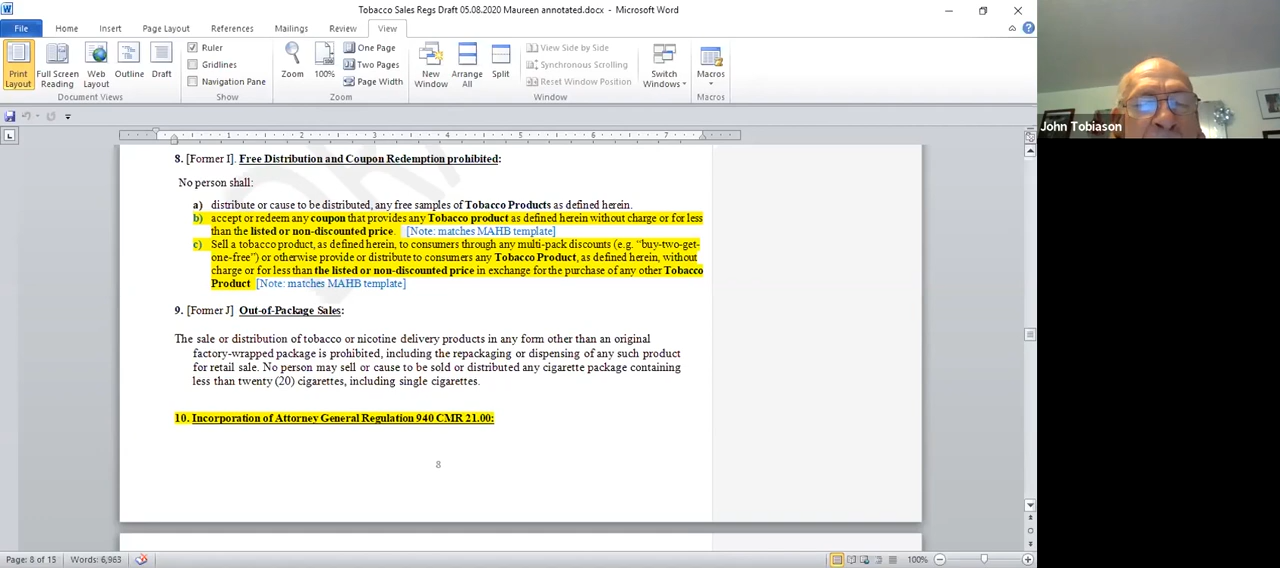 Tobacco Sales Regs Draft 05.08.2020 Maureen annotated.docx - Microsoft Word
File Home Insert Page Layout References Mailings Review View
Print Layout
Full Screen Reading
Web Layout
Outline
Draft
Document Views
Ruler
Gridlines
Navigation Pane
Show
Zoom
100%
One Page
Two Pages
Page Width
Zoom
New Window
Arrange All
Split
View Side by Side
Synchronous Scrolling
Reset Window Position
Window
Switch Windows
Macros
Macros
John Tobiason
1 2 3 4 5 6 7
8. [Former I]. Free Distribution and Coupon Redemption prohibited:
No person shall:
a) distribute or cause to be distributed, any free samples of Tobacco Products as defined herein.
b) accept or redeem any coupon that provides any Tobacco product as defined herein without charge or for less
than the listed or non-discounted price. [Note: matches MAHB template]
c) Sell a tobacco product, as defined herein, to consumers through any multi-pack discounts (e.g. “buy-two-get-
one-free”) or otherwise provide or distribute to consumers any Tobacco Product, as defined herein, without
charge or for less than the listed or non-discounted price in exchange for the purchase of any other Tobacco
Product [Note: matches MAHB template]
9. [Former J] Out-of-Package Sales:
The sale or distribution of tobacco or nicotine delivery products in any form other than an original
factory-wrapped package is prohibited, including the repackaging or dispensing of any such product
for retail sale. No person may sell or cause to be sold or distributed any cigarette package containing
less than twenty (20) cigarettes, including single cigarettes.
10. Incorporation of Attorney General Regulation 940 CMR 21.00:
8
Page: 8 of 15 Words: 6,963
100%